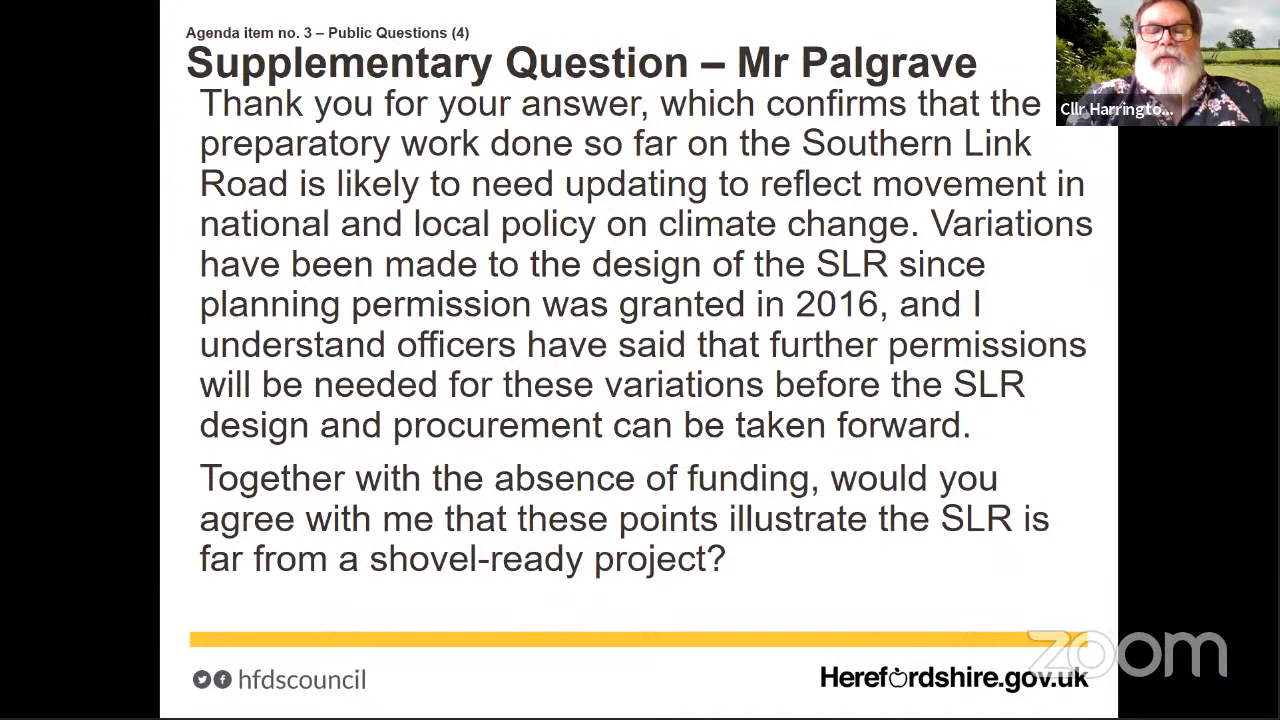 Agenda item no. 3 – Public Questions (4)
Supplementary Question – Mr Palgrave
Thank you for your answer, which confirms that the
preparatory work done so far on the Southern Link
Road is likely to need updating to reflect movement in
national and local policy on climate change. Variations
have been made to the design of the SLR since
planning permission was granted in 2016, and I
understand officers have said that further permissions
will be needed for these variations before the SLR
design and procurement can be taken forward.
Together with the absence of funding, would you
agree with me that these points illustrate the SLR is
far from a shovel-ready project?
Cllr Harringto...
hfdscouncil
Herefordshire.gov.uk
zoom